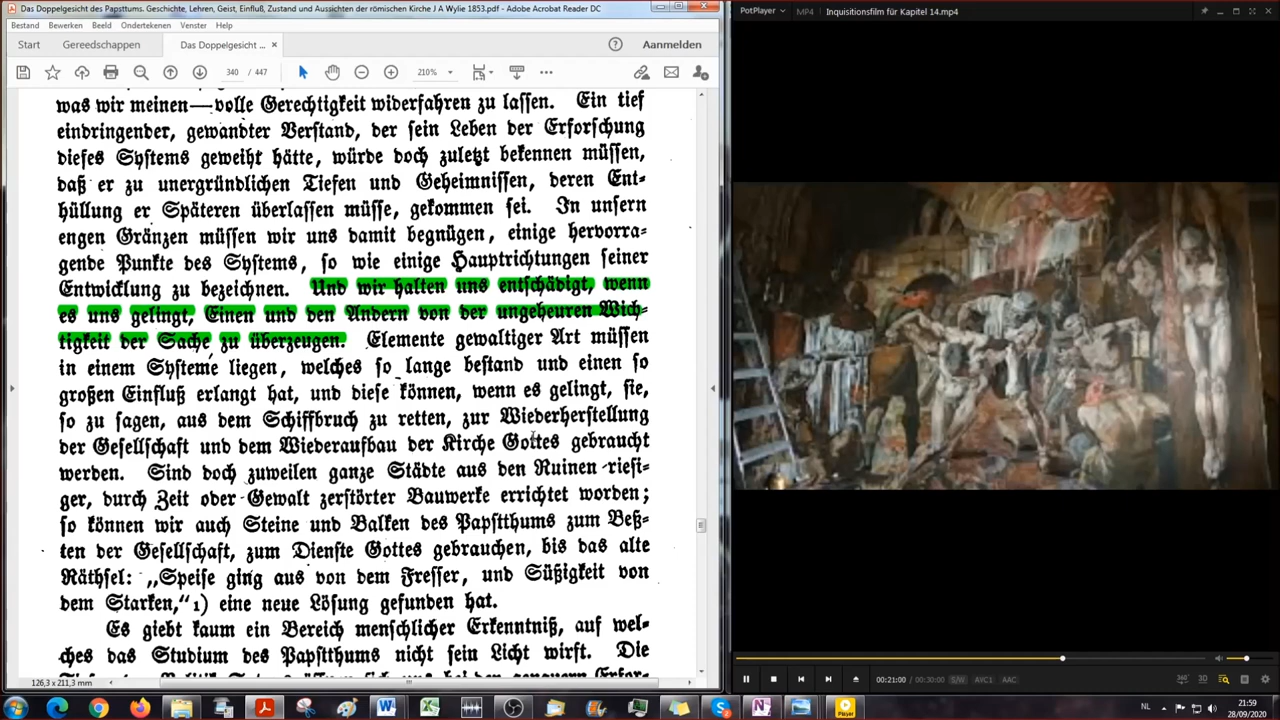 Das Doppelgesicht des Papsttums. Geschichte, Lehren, Geist, Einfluß, Zustand und Aussichten der römischen Kirche J A Wylie 1853.pdf - Adobe Acrobat Reader DC
Bestand Bewerken Beeld Ondertekenen Venster Help
Start Gereedschappen Das Doppelgesicht ... × Aanmelden
340 / 447 210%
was wir meinen—volle Gerechtigkeit widerfahren zu lassen. Ein tief
eindringender, gewandter Verstand, der sein Leben der Erforschung
dieses Systems geweiht hätte, würde doch zuletzt bekennen müssen,
daß er zu unergründlichen Tiefen und Geheimnissen, deren Ent-
hüllung er Späteren überlassen müsse, gekommen sei. In unsern
engen Gränzen müssen wir uns damit begnügen, einige hervorra-
gende Punkte des Systems, so wie einige Hauptrichtungen seiner
Entwicklung zu bezeichnen. Und wir halten uns entschädigt, wenn
es uns gelingt, Einen und den Andern von der ungeheuren Wich-
tigkeit der Sache zu überzeugen. Elemente gewaltiger Art müssen
in einem Systeme liegen, welches so lange bestand und einen so
großen Einfluß erlangt hat, und diese können, wenn es gelingt, sie,
so zu sagen, aus dem Schiffbruch zu retten, zur Wiederherstellung
der Gesellschaft und dem Wiederaufbau der Kirche Gottes gebraucht
werden. Sind doch zuweilen ganze Städte aus den Ruinen riesi-
ger, durch Zeit oder Gewalt zerstörter Bauwerke errichtet worden;
so können wir auch Steine und Balken des Papstthums zum Beß-
ten der Gesellschaft, zum Dienste Gottes gebrauchen, bis das alte
Räthsel: „Speise ging aus von dem Fresser, und Süßigkeit von
dem Starken,“ 1) eine neue Lösung gefunden hat.
Es giebt kaum ein Bereich menschlicher Erkenntniß, auf wel-
ches das Studium des Papstthums nicht sein Licht wirft. Die
126,3 x 211,3 mm
PotPlayer MP4 Inquisitionsfilm für Kapitel 14.mp4
00:21:00 / 00:30:00 S/W AVC1 AAC
360° 3D
NL 21:59
28/09/2020